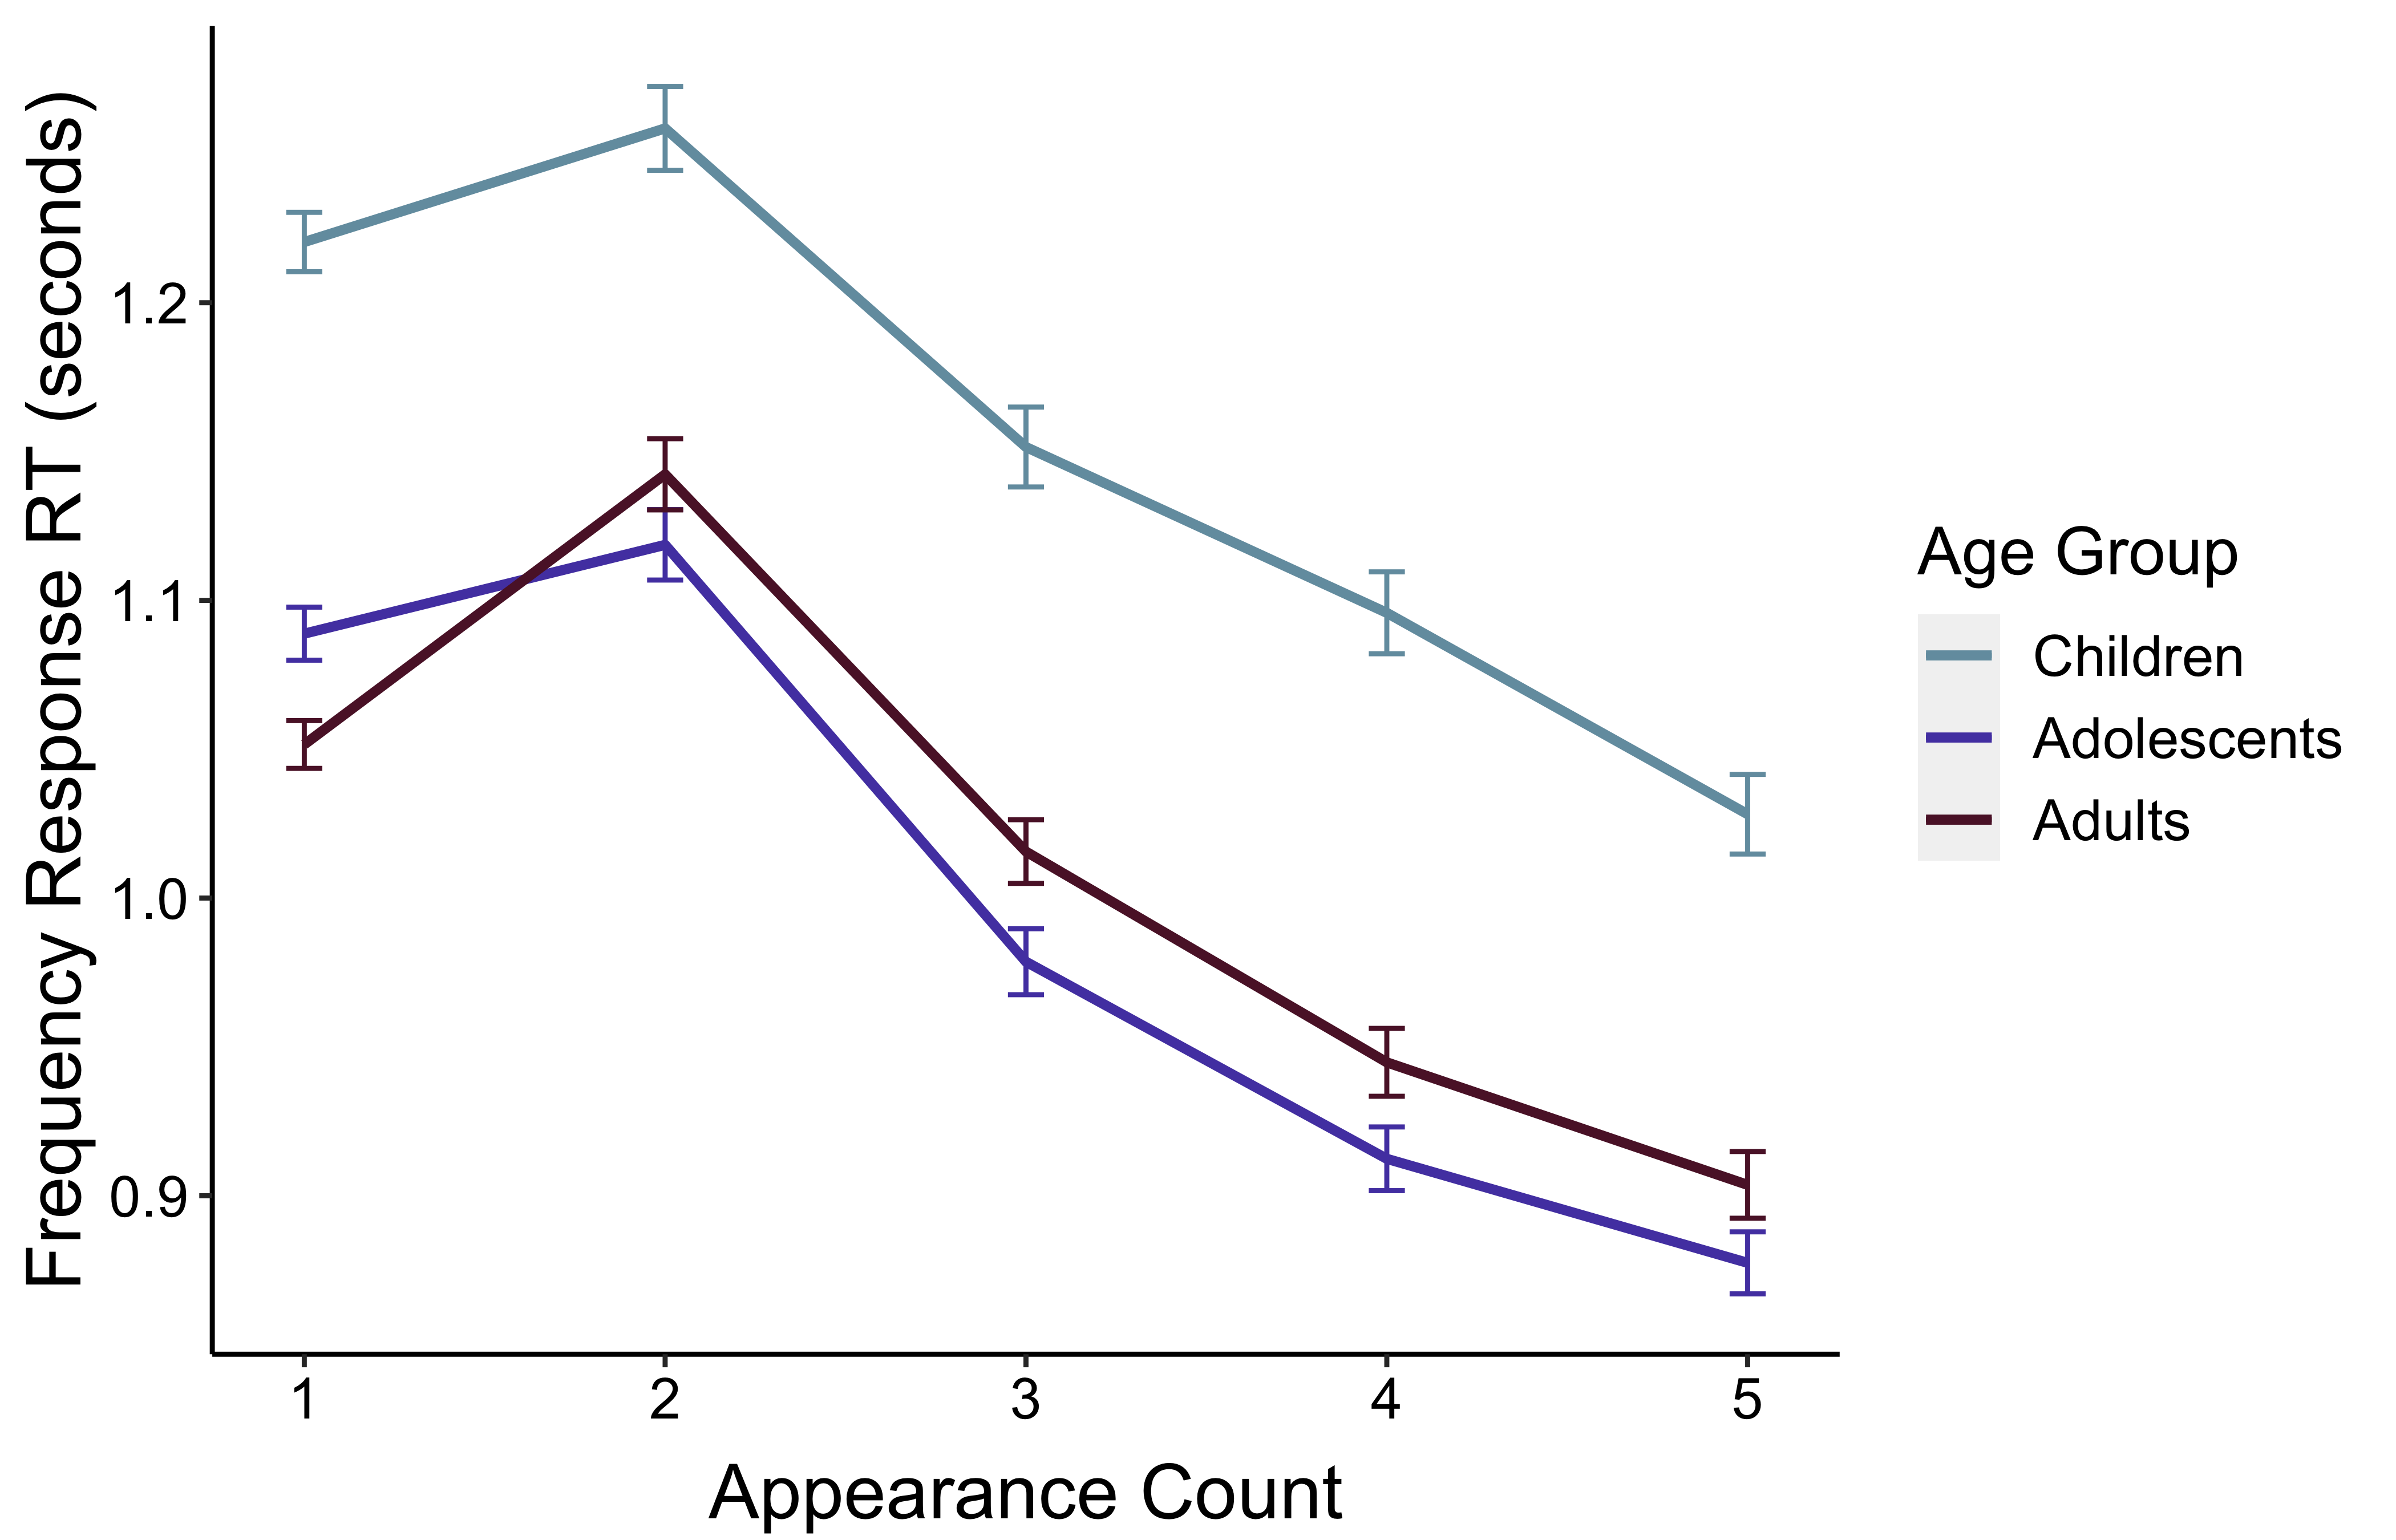 Frequency Response RT (seconds)
1.2
1.1
1.0
0.9
1 2 3 4 5
Appearance Count
Age Group
Children
Adolescents
Adults